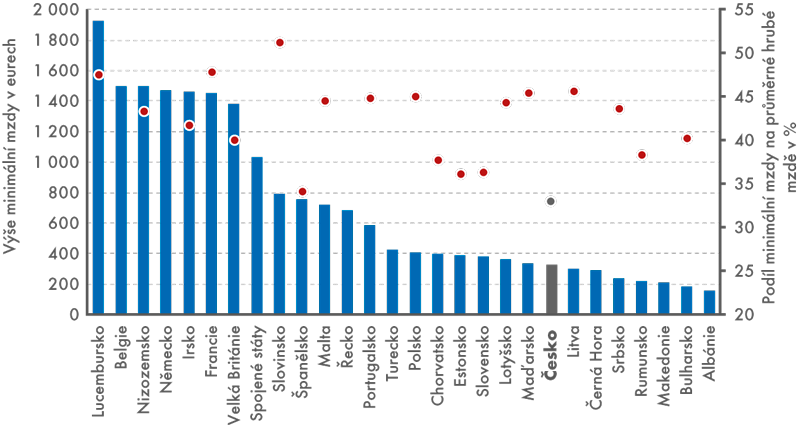 Výše minimální mzdy v eurech
2 000
1 800
1 600
1 400
1 200
1 000
800
600
400
200
0
55
50
45
40
35
30
25
20
Podíl minimální mzdy na průměrné hrubé
mzdě v %
Lucembursko
Belgie
Nizozemsko
Německo
Irsko
Francie
Velká Británie
Spojené státy
Slovinsko
Španělsko
Malta
Řecko
Portugalsko
Turecko
Polsko
Chorvatsko
Estonsko
Slovensko
Lotyšsko
Maďarsko
Česko
Litva
Černá Hora
Srbsko
Rumunsko
Makedonie
Bulharsko
Albánie